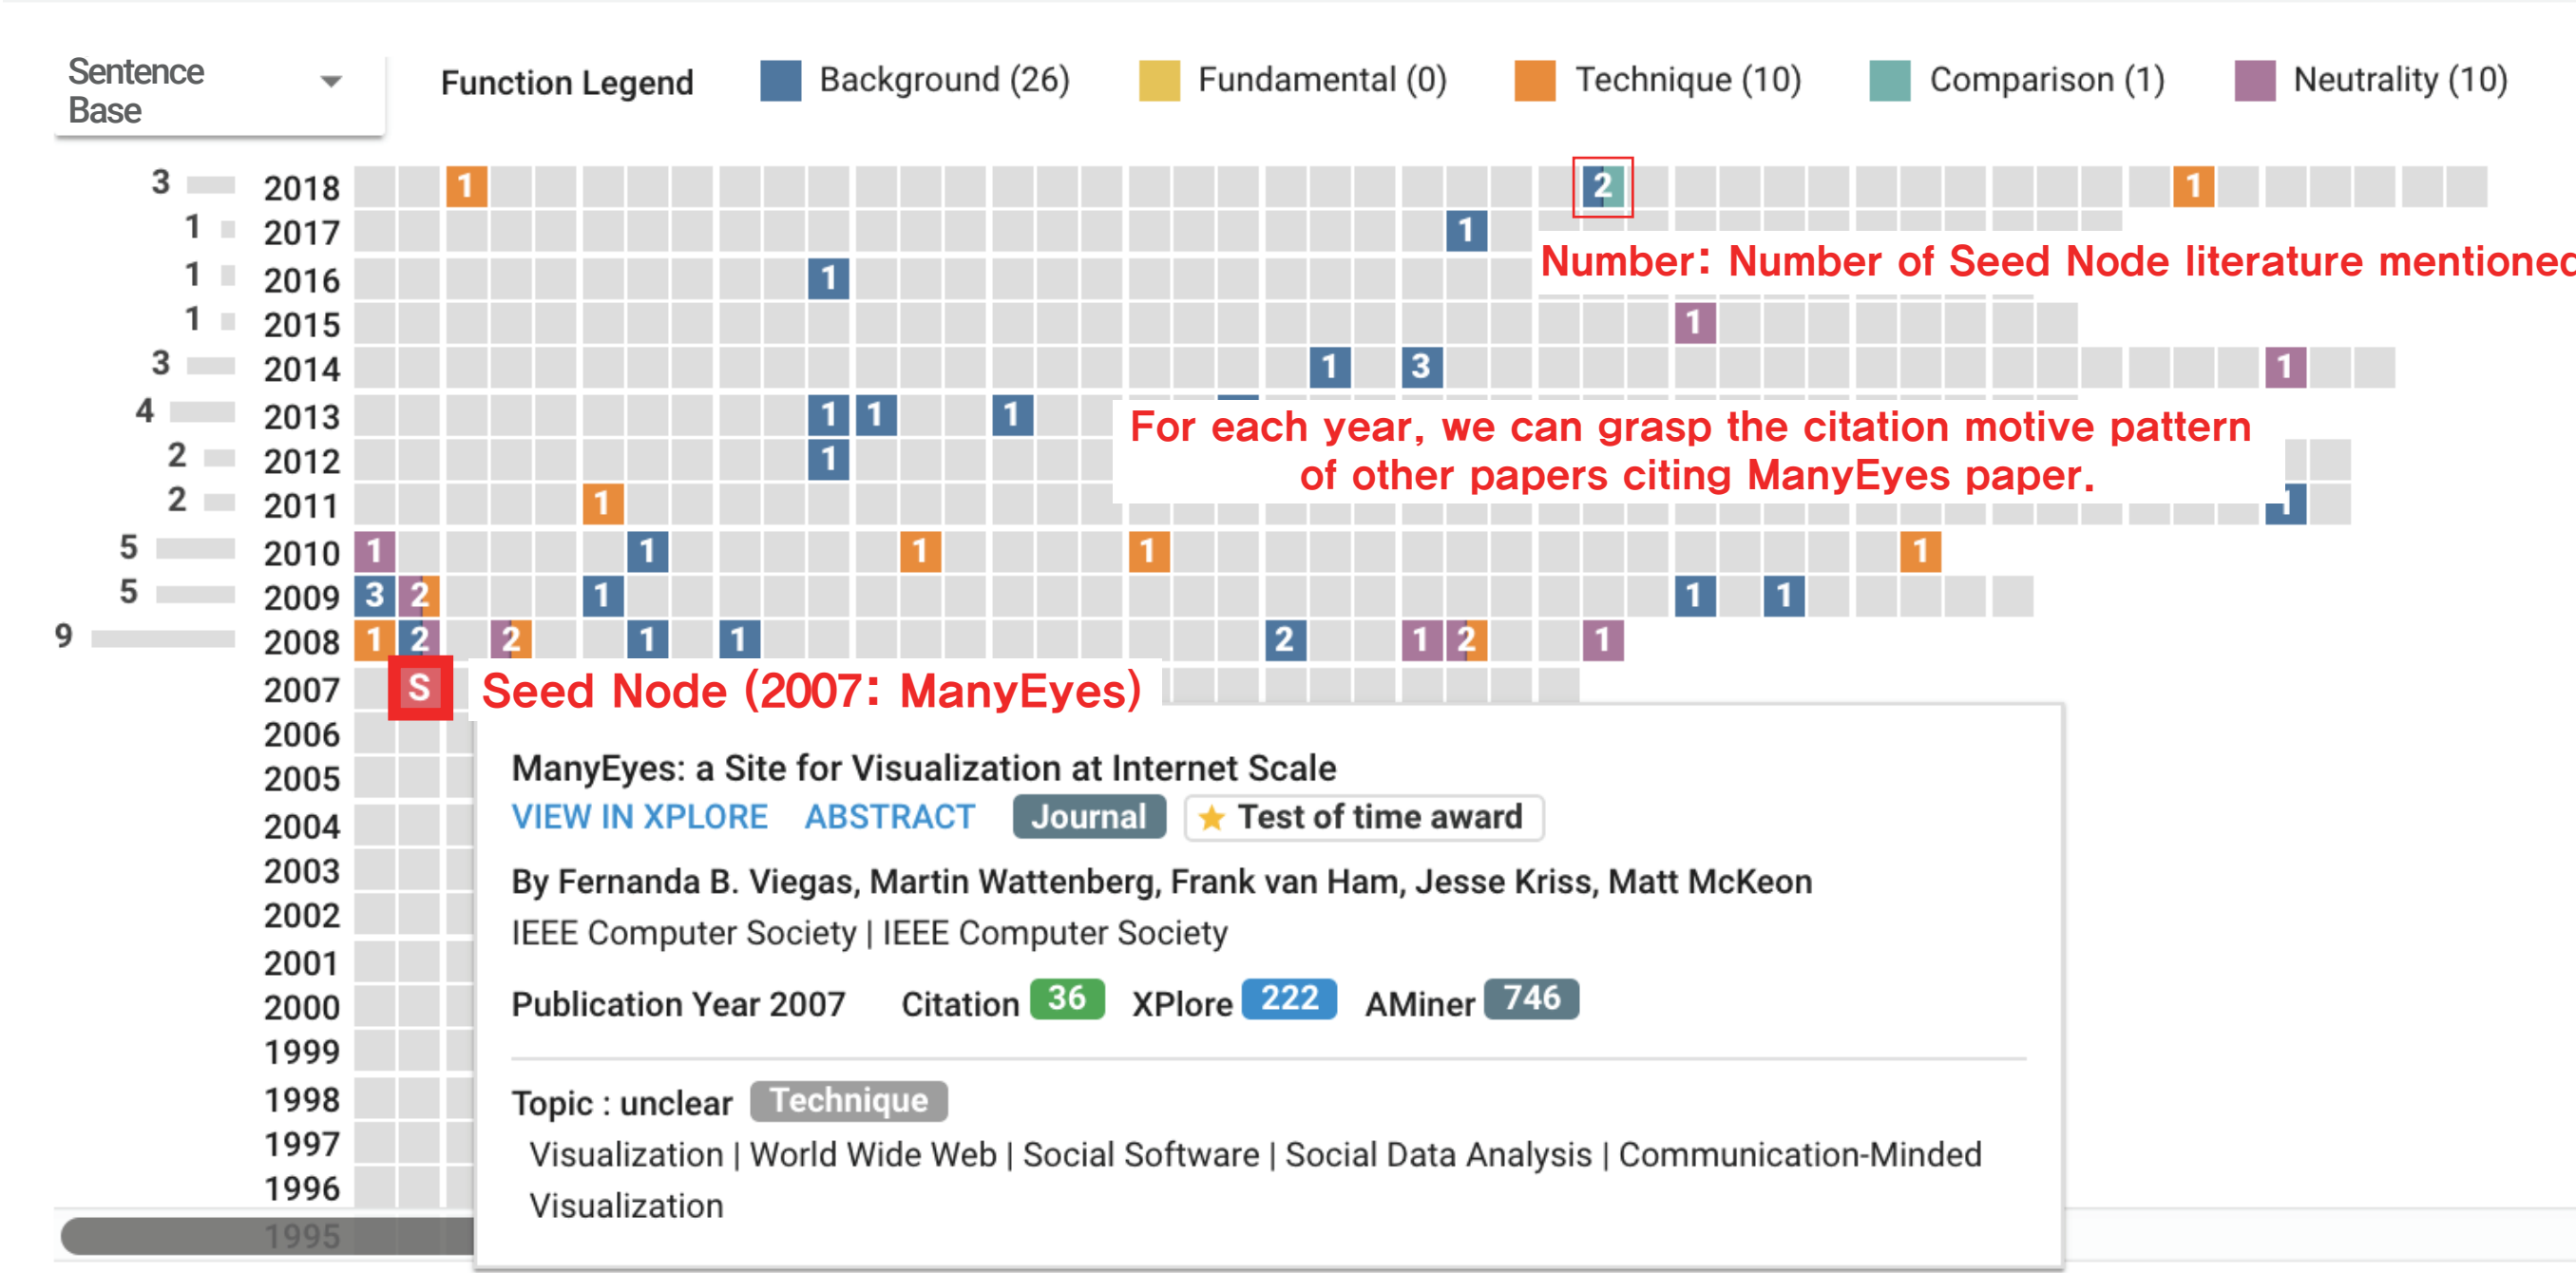 Sentence
Base
Function Legend Background (26) Fundamental (0) Technique (10) Comparison (1) Neutrality (10)
3 2018 1 2 1
1 2017 1
Number: Number of Seed Node literature mentioned
1 2016 1
1 2015 1
3 2014 1 3 1
4 2013 1 1 1
For each year, we can grasp the citation motive pattern
of other papers citing ManyEyes paper.
2 2012 1
2 2011 1 1
5 2010 1 1 1 1 1
5 2009 3 2 1 1 1
9 2008 1 2 2 1 1 2 1 2 1
2007 S Seed Node (2007: ManyEyes)
2006
2005
2004
2003
2002
2001
2000
1999
1998
1997
1996
1995
ManyEyes: a Site for Visualization at Internet Scale
VIEW IN XPLORE ABSTRACT Journal Test of time award
By Fernanda B. Viegas, Martin Wattenberg, Frank van Ham, Jesse Kriss, Matt McKeon
IEEE Computer Society | IEEE Computer Society
Publication Year 2007 Citation 36 XPlore 222 AMiner 746
Topic : unclear Technique
Visualization | World Wide Web | Social Software | Social Data Analysis | Communication-Minded
Visualization